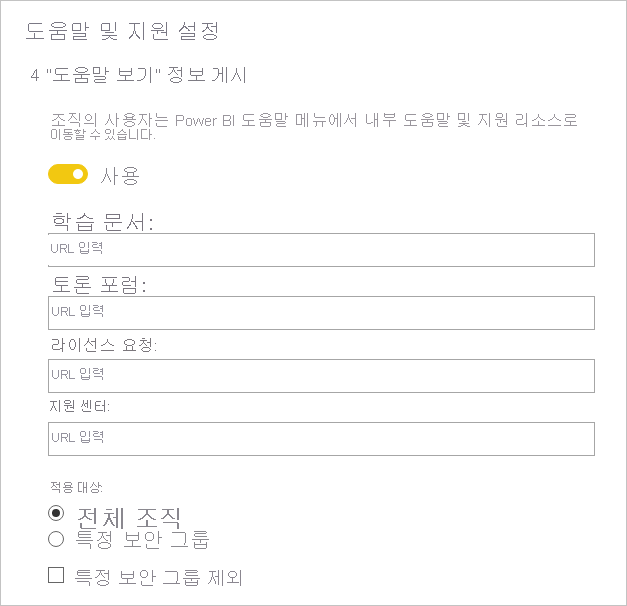 도움말 및 지원 설정
4 "도움말 보기" 정보 게시
조직의 사용자는 Power BI 도움말 메뉴에서 내부 도움말 및 지원 리소스로
이동할 수 있습니다.
사용
학습 문서:
URL 입력
토론 포럼:
URL 입력
라이선스 요청:
URL 입력
지원 센터:
URL 입력
적용 대상:
전체 조직
특정 보안 그룹
특정 보안 그룹 제외